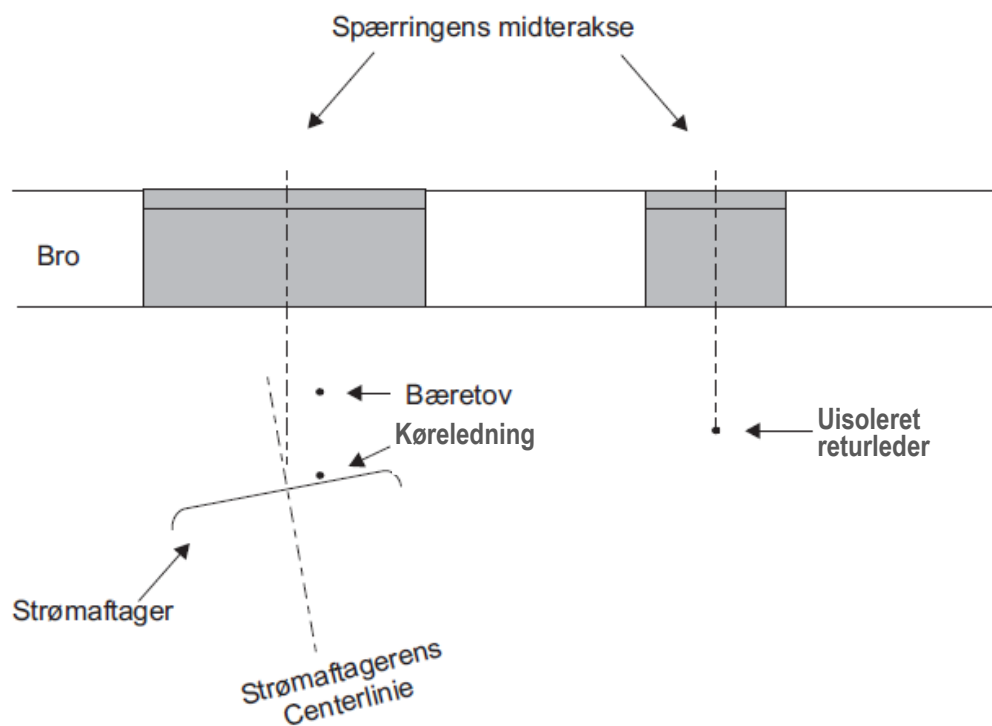 Spærringens midterakse
Bro
Bæretov
Køreledning
Uisoleret
returleder
Strømaftager
Strømaftagerens
Centerlinie